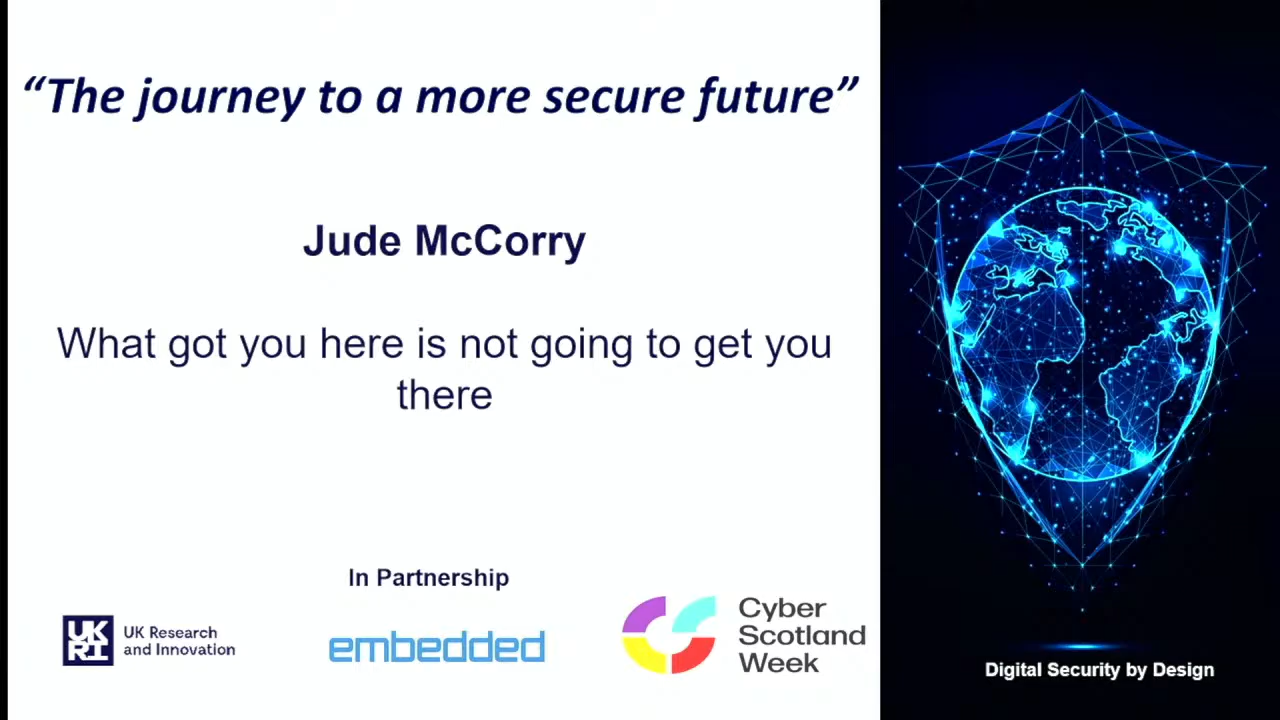 “The journey to a more secure future”
Jude McCorry
What got you here is not going to get you
there
In Partnership
UK
RI
UK Research
and Innovation
embedded
Cyber
Scotland
Week
Digital Security by Design